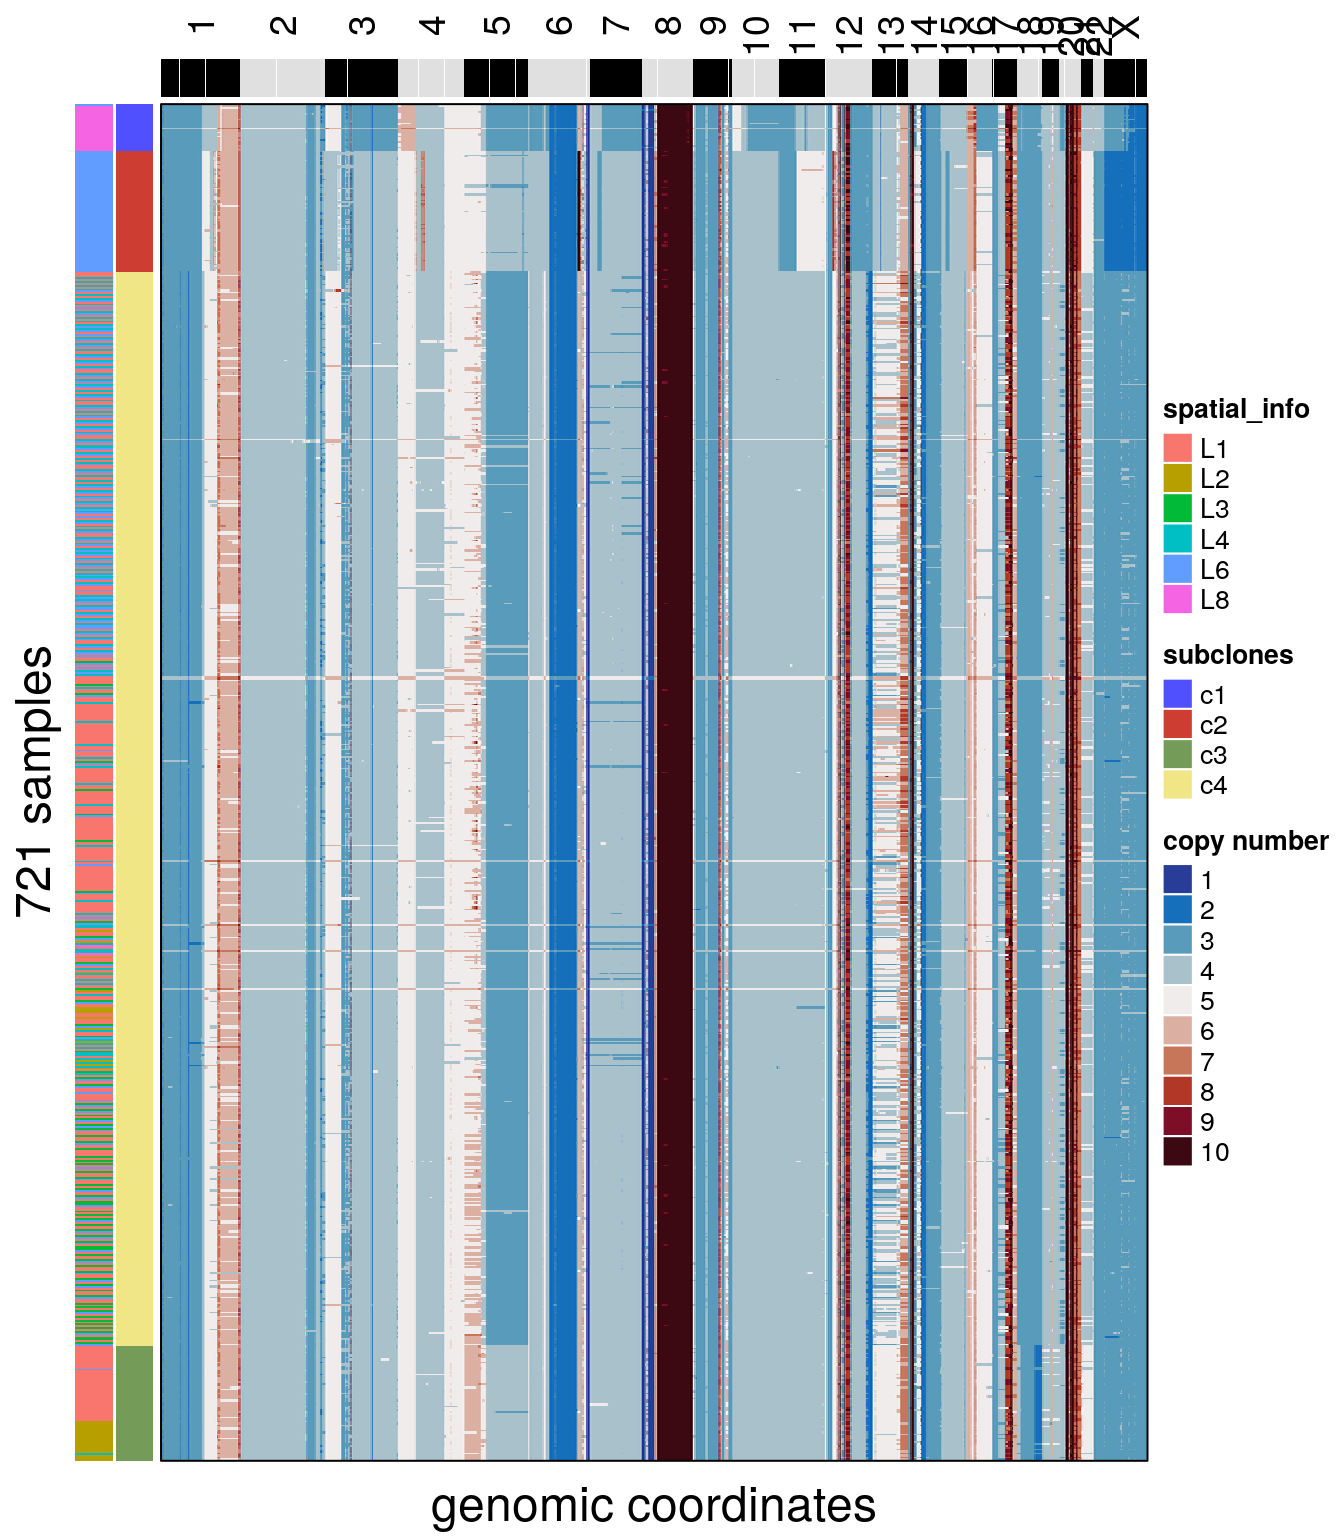 1 2 3 4 5 6 7 8 9 10 11 12 13 14 15 16 17 18 19 20 21 22 X
721 samples
genomic coordinates
spatial_info
L1
L2
L3
L4
L6
L8
subclones
c1
c2
c3
c4
copy number
1
2
3
4
5
6
7
8
9
10